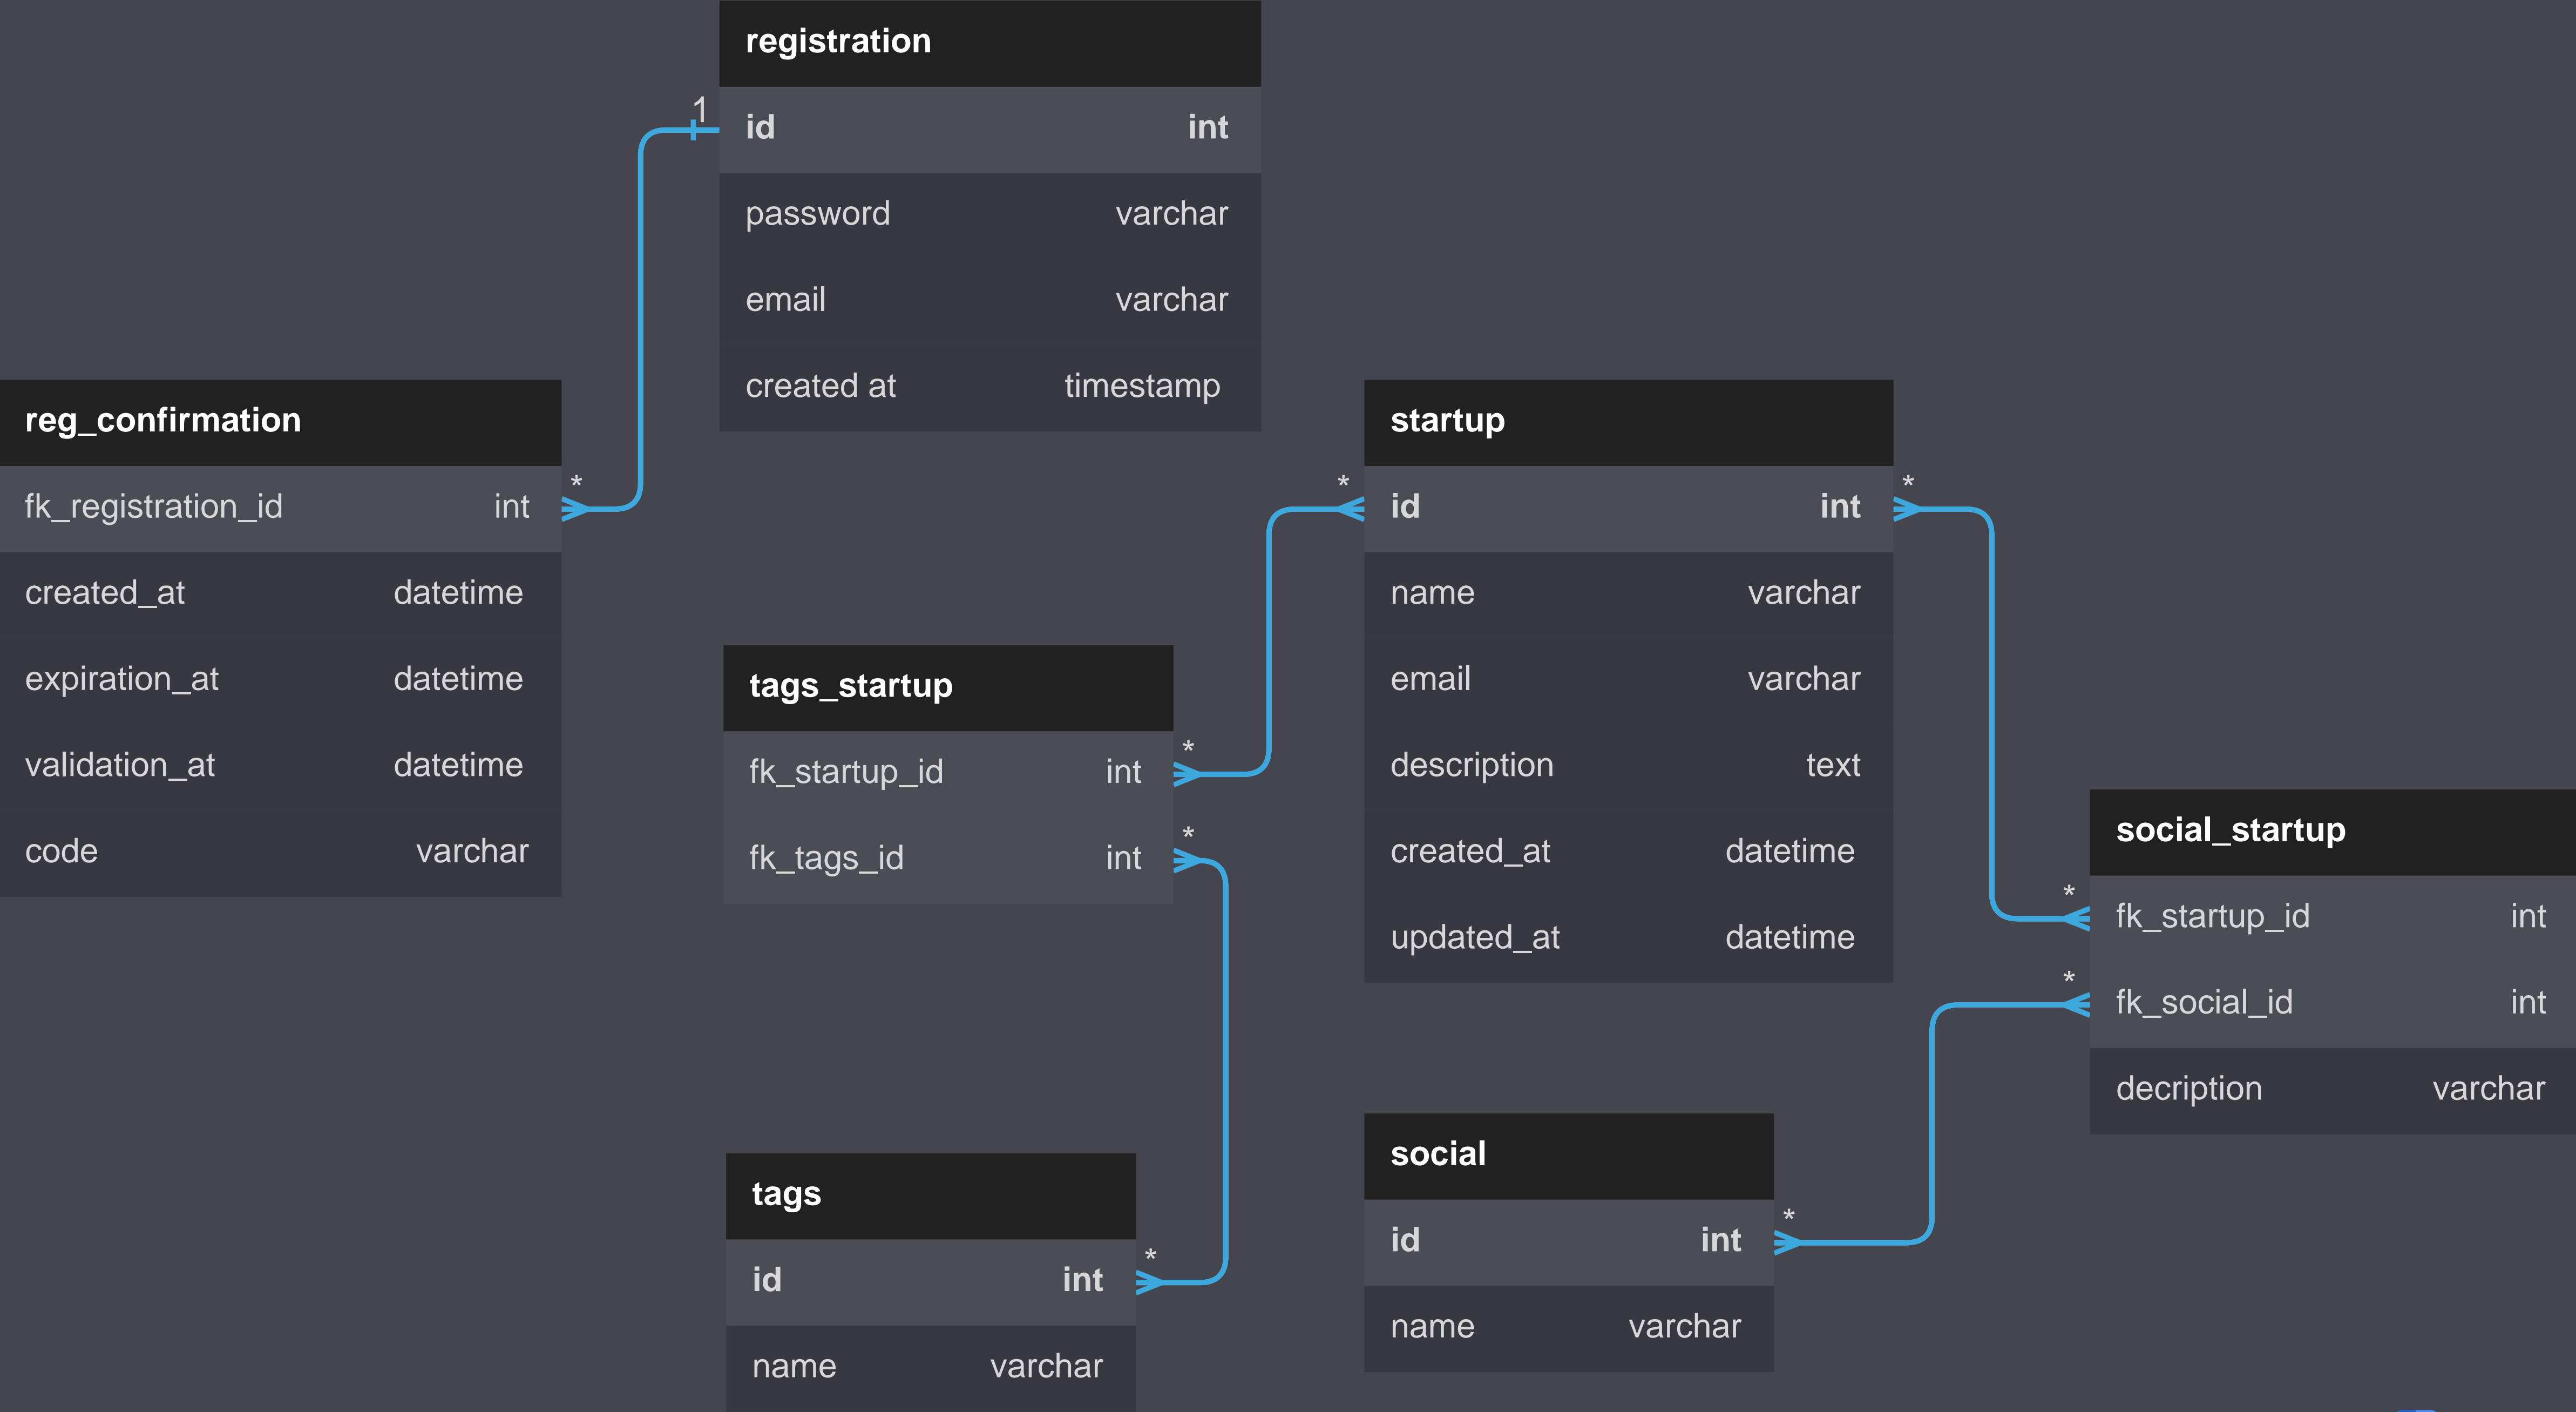 registration
1
id int
password varchar
email varchar
created at timestamp
reg_confirmation
*
fk_registration_id int
created_at datetime
expiration_at datetime
validation_at datetime
code varchar
startup
* *
id int
name varchar
email varchar
description text
created_at datetime
updated_at datetime
tags_startup
*
fk_startup_id int
*
fk_tags_id int
social_startup
*
fk_startup_id int
*
fk_social_id int
decription varchar
social
*
id int
name varchar
tags
*
id int
name varchar